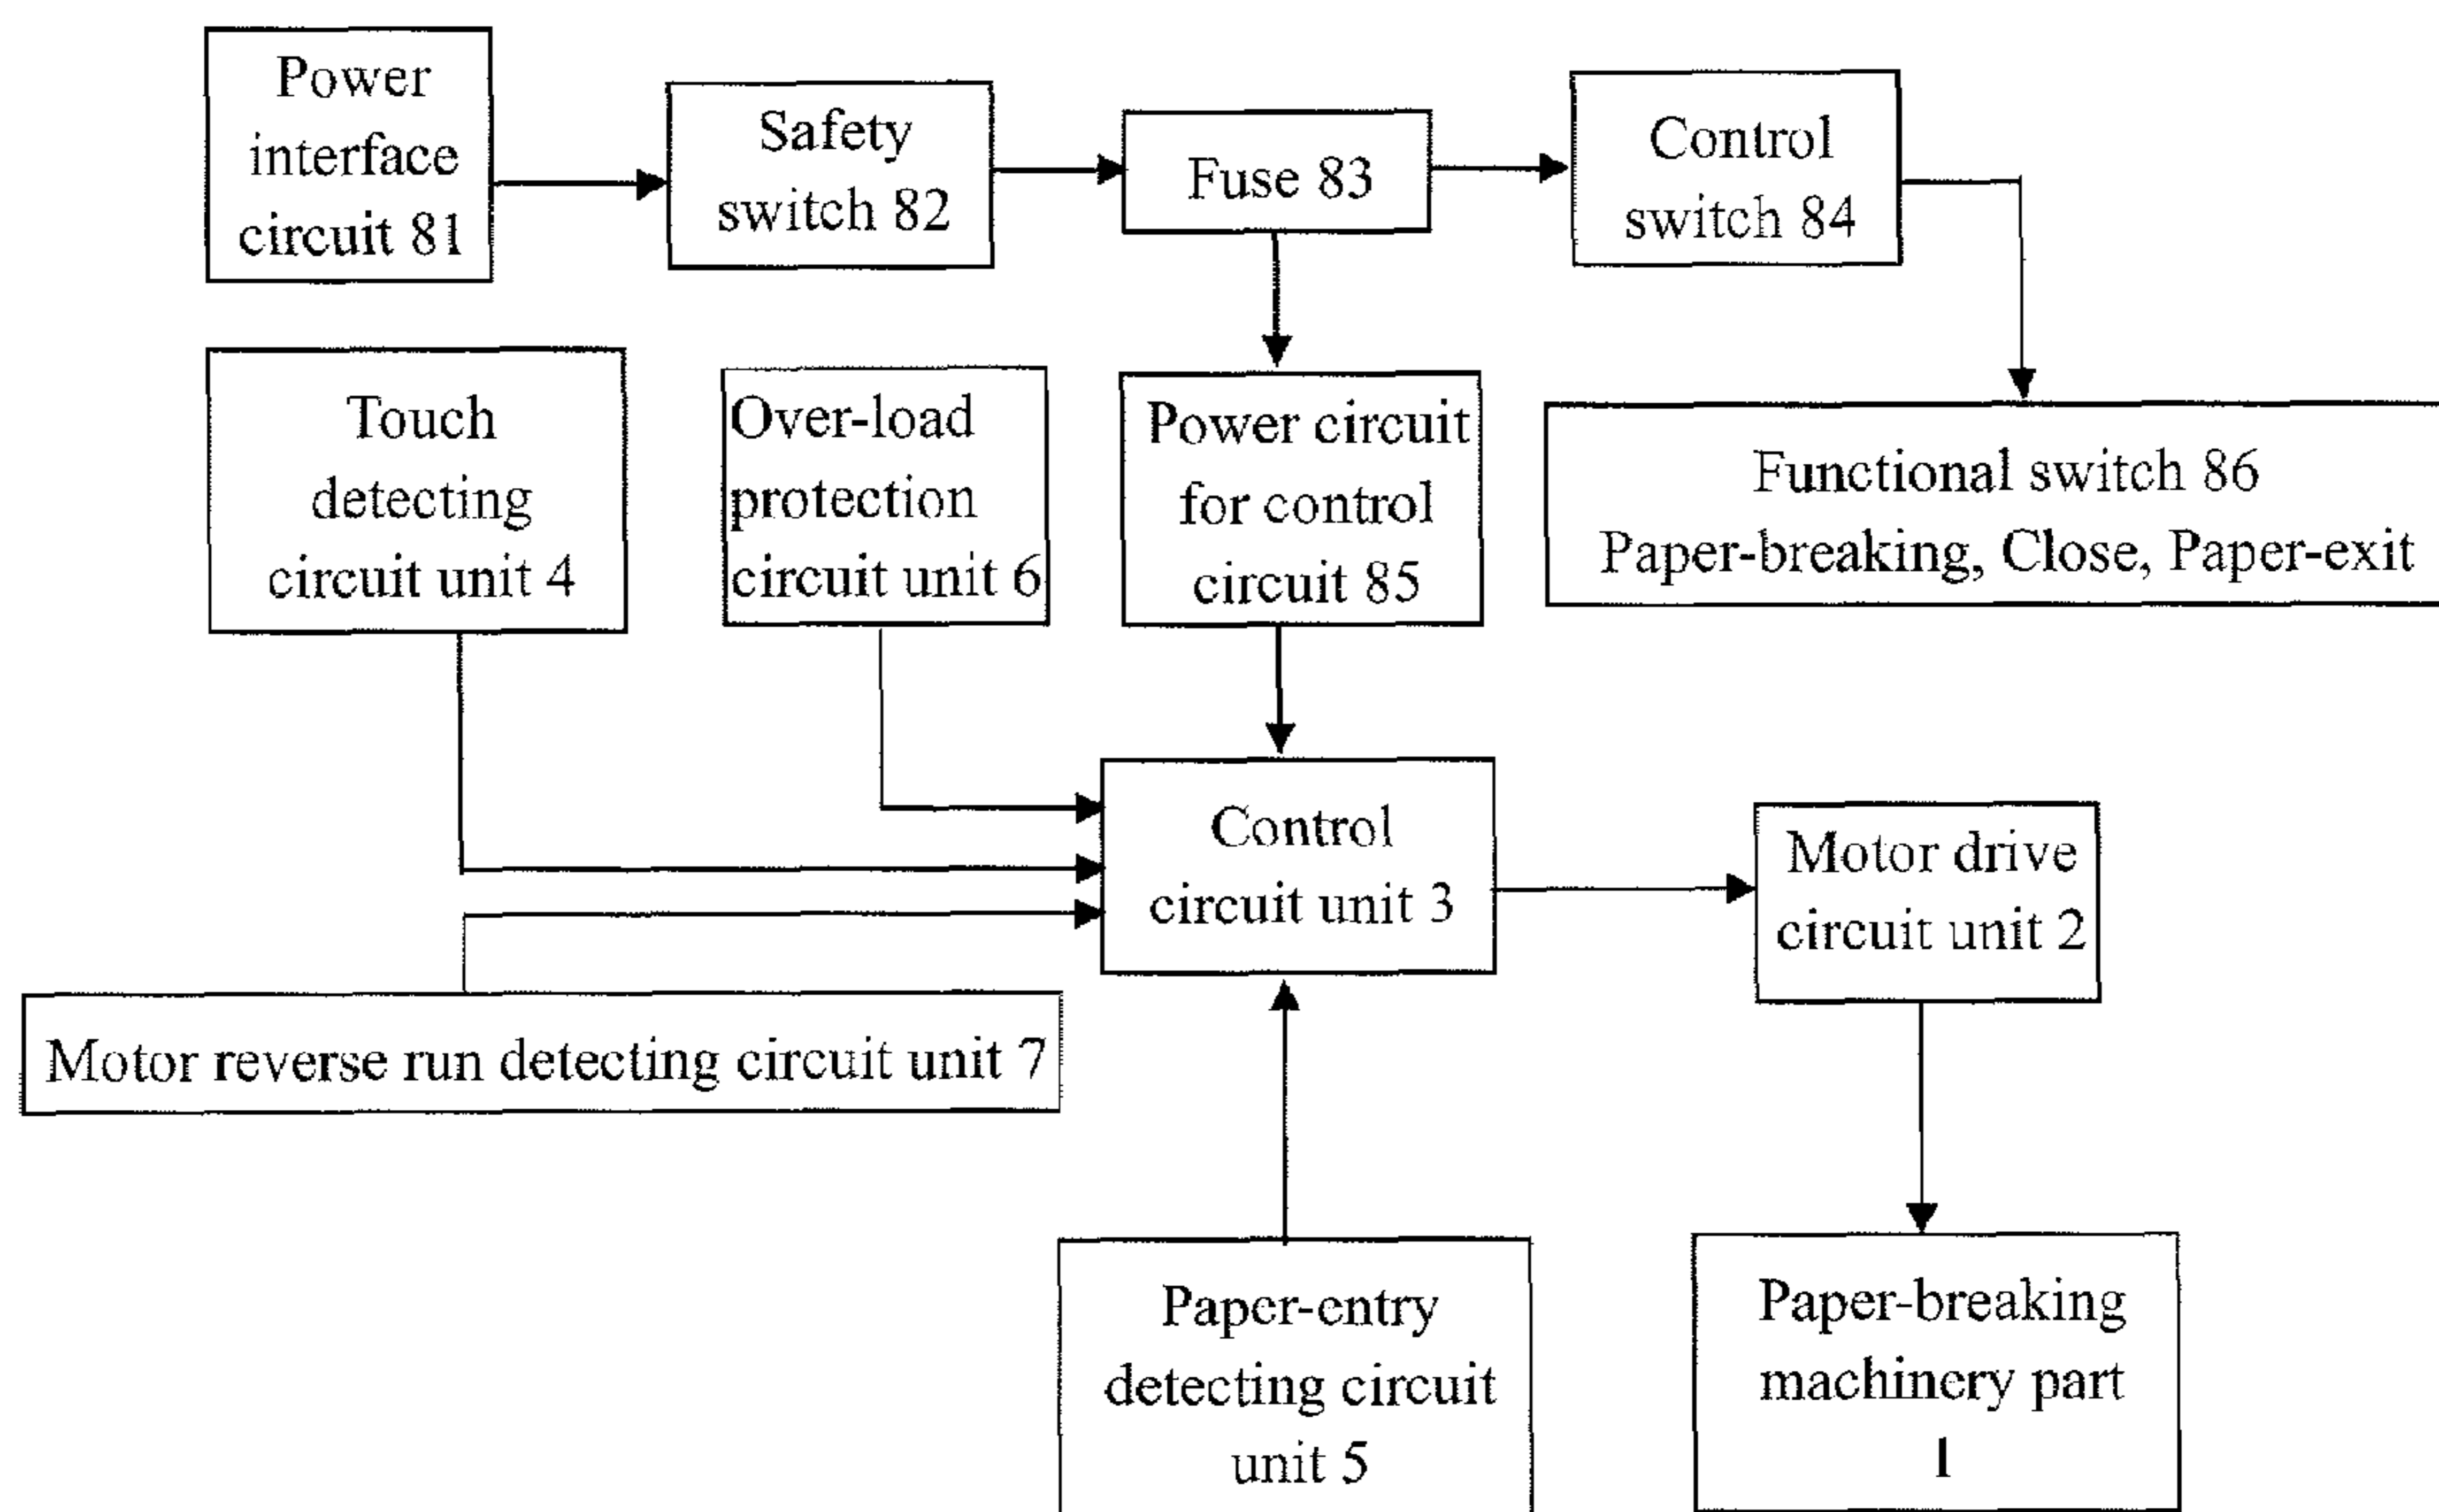 Power
interface
circuit 81
Safety
switch 82
Fuse 83
Control
switch 84
Touch
detecting
circuit unit 4
Over-load
protection
circuit unit 6
Power circuit
for control
circuit 85
Functional switch 86
Paper-breaking, Close, Paper-exit
Control
circuit unit 3
Motor drive
circuit unit 2
Motor reverse run detecting circuit unit 7
Paper-entry
detecting circuit
unit 5
Paper-breaking
machinery part
1